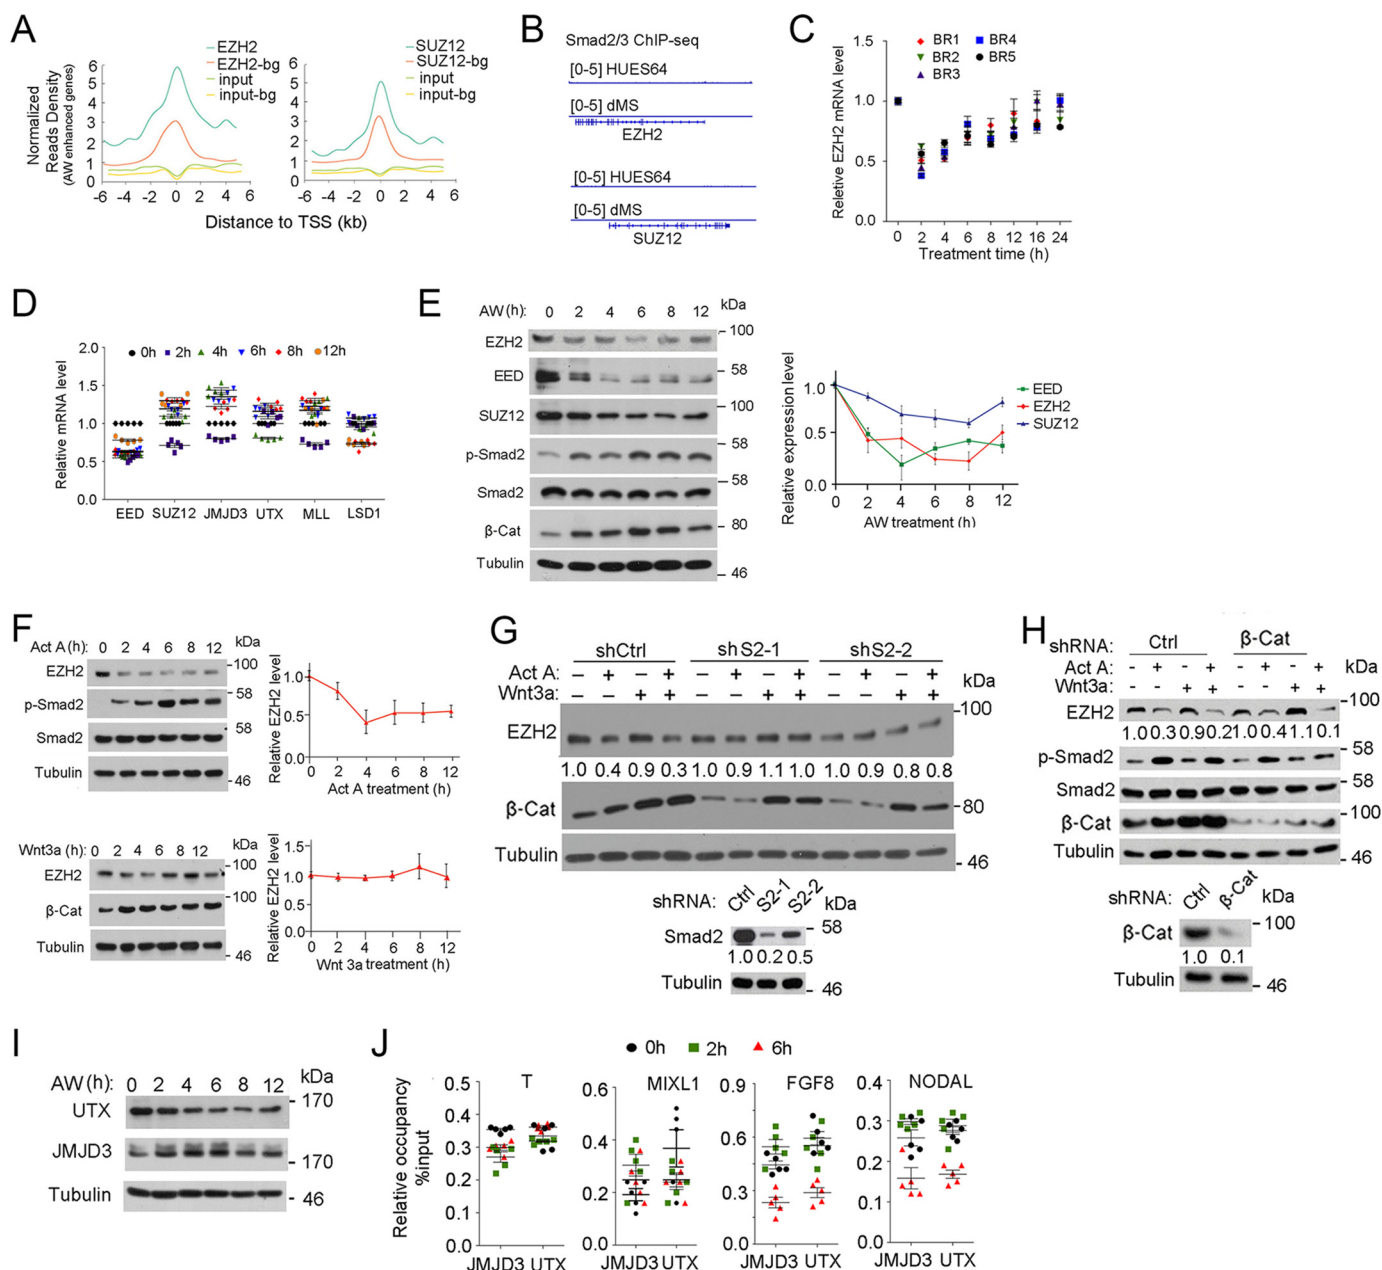 A
Normalized
Reads Density
(AW enhanced genes)
EZH2
EZH2-bg
input
input-bg
6
5
4
3
2
1
0
-6 -4 -2 0 2 4 6
SUZ12
SUZ12-bg
input
input-bg
6
5
4
3
2
1
0
-6 -4 -2 0 2 4 6
Distance to TSS (kb)
B
Smad2/3 ChIP-seq
[0-5] HUES64
[0-5] dMS
EZH2
[0-5] HUES64
[0-5] dMS
SUZ12
C
Reletive EZH2 mRNA level
BR1 BR4
BR2 BR5
BR3
1.5
1.0
0.5
0.0
0 2 4 6 8 12 16 24
Treatment time (h)
D
Relative mRNA level
0h 2h 4h 6h 8h 12h
2.0
1.5
1.0
0.5
0.0
EED SUZ12 JMJD3 UTX MLL LSD1
E
AW (h): 0 2 4 6 8 12 kDa
EZH2 100
EED 58
SUZ12 100
p-Smad2 58
Smad2 58
β-Cat 80
Tubulin 46
Relative expression level
1.0
0.5
0.0
EED
EZH2
SUZ12
0 2 4 6 8 12
AW treatment (h)
F
Act A (h): 0 2 4 6 8 12 kDa
EZH2 100
p-Smad2 58
Smad2 58
Tubulin 46
Relative EZH2 level
1.0
0.5
0.0
0 2 4 6 8 12
Act A treatment (h)
Wnt3a (h): 0 2 4 6 8 12 kDa
EZH2 100
β-Cat 100
Tubulin 46
Relative EZH2 level
1.5
1.0
0.5
0.0
0 2 4 6 8 12
Wnt 3a treatment (h)
G
shCtrl shS2-1 shS2-2
Act A: – + – + – + – + – + – +
Wnt3a: – – + + – – + + – – + + kDa
EZH2 100
1.0 0.4 0.9 0.3 1.0 0.9 1.1 1.0 1.0 0.9 0.8 0.8
β-Cat 80
Tubulin 46
shRNA: Ctrl S2-1 S2-2 kDa
Smad2 58
1.0 0.2 0.5
Tubulin 46
H
shRNA: Ctrl β-Cat
Act A: - + - + - + - + kDa
Wnt3a: - - + + - - + +
EZH2 100
1.0 0.3 0.9 0.2 1.0 0.4 1.1 0.1
p-Smad2 58
Smad2 58
β-Cat 100
Tubulin 46
shRNA: Ctrl β-Cat kDa
β-Cat 100
1.0 0.1
Tubulin 46
I
AW (h): 0 2 4 6 8 12 kDa
UTX 170
JMJD3 170
Tubulin 46
J
0h 2h 6h
Relative occupancy
%input
T
0.5
0.4
0.3
0.2
0.1
0.0
JMJD3 UTX
MIXL1
0.6
0.4
0.2
0.0
JMJD3 UTX
FGF8
0.9
0.6
0.3
0.0
JMJD3 UTX
NODAL
0.4
0.3
0.2
0.1
0.0
JMJD3 UTX